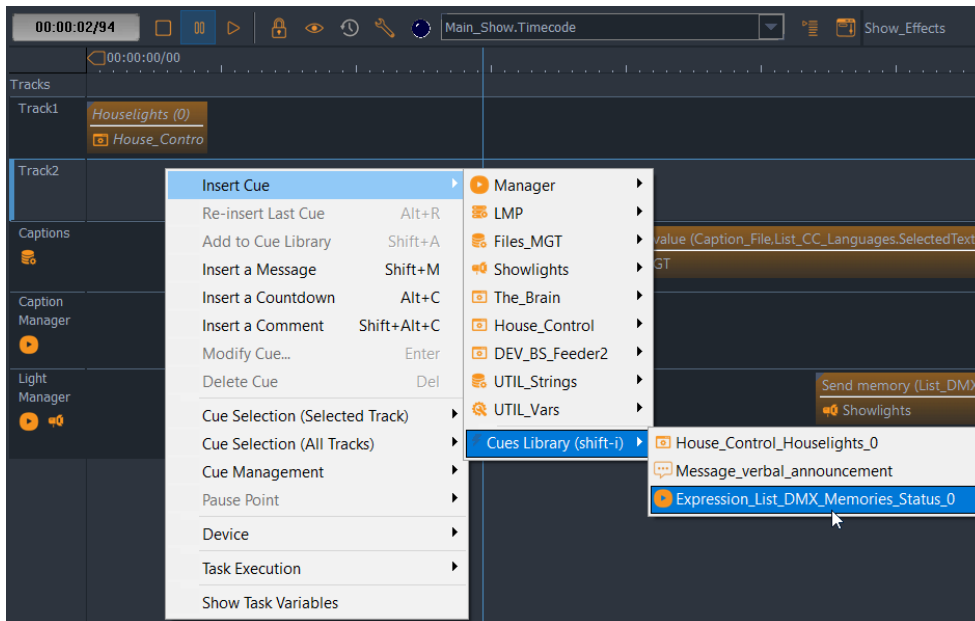 00:00:02/94
Main_Show.Timecode
Show_Effects
00:00:00/00
Tracks
Track1
Houselights (0)
House_Contro
Track2
Captions
Caption
Manager
Light
Manager
Insert Cue
Re-insert Last Cue Alt+R
Add to Cue Library Shift+A
Insert a Message Shift+M
Insert a Countdown Alt+C
Insert a Comment Shift+Alt+C
Modify Cue... Enter
Delete Cue Del
Cue Selection (Selected Track)
Cue Selection (All Tracks)
Cue Management
Pause Point
Device
Task Execution
Show Task Variables
Manager
LMP
Files_MGT
Showlights
The_Brain
House_Control
DEV_BS_Feeder2
UTIL_Strings
UTIL_Vars
Cues Library (shift-i)
House_Control_Houselights_0
Message_verbal_announcement
Expression_List_DMX_Memories_Status_0
value (Caption_File,List_CC_Languages.SelectedText
GT
Send memory (List_DMX
Showlights